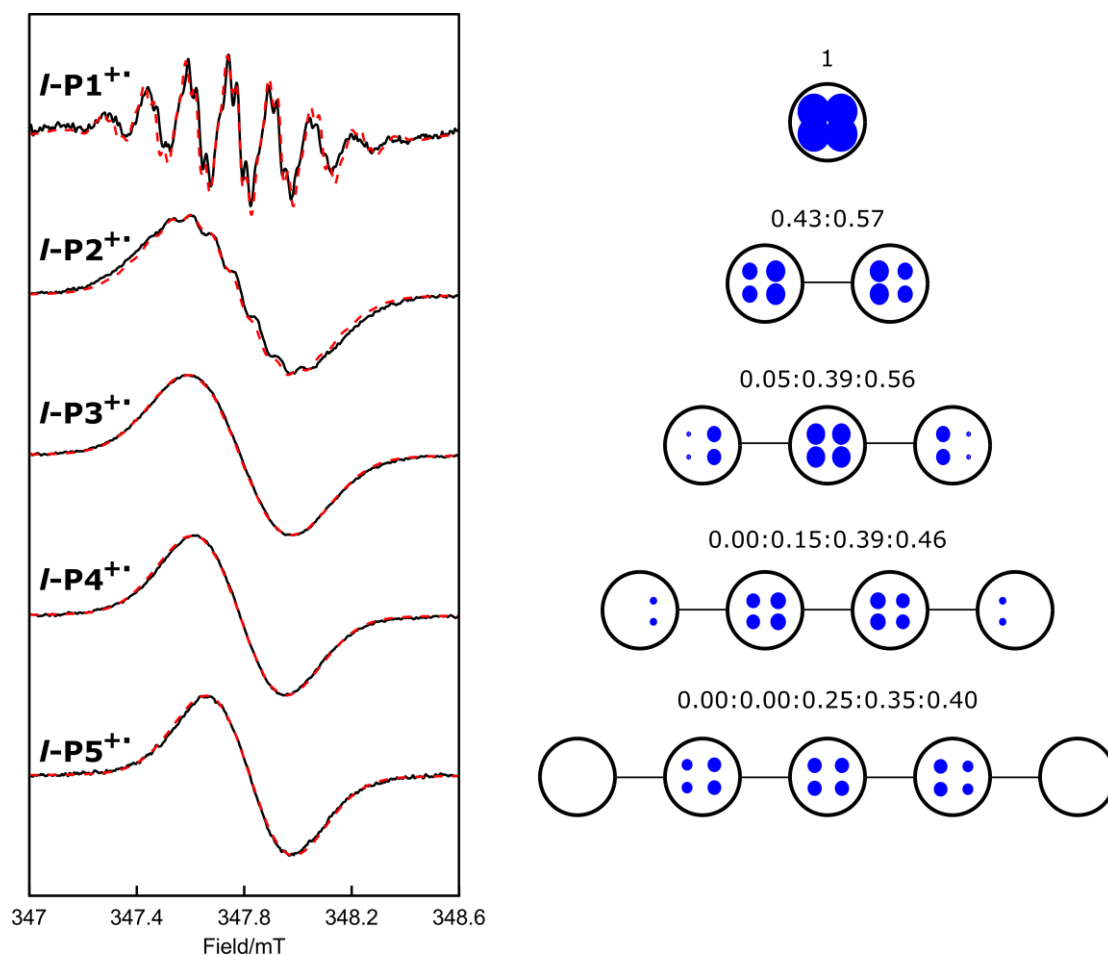 l-P1+•
l-P2+•
l-P3+•
l-P4+•
l-P5+•
347 347.4 347.8 348.2 348.6
Field/mT
1
0.43:0.57
0.05:0.39:0.56
0.00:0.15:0.39:0.46
0.00:0.00:0.25:0.35:0.40